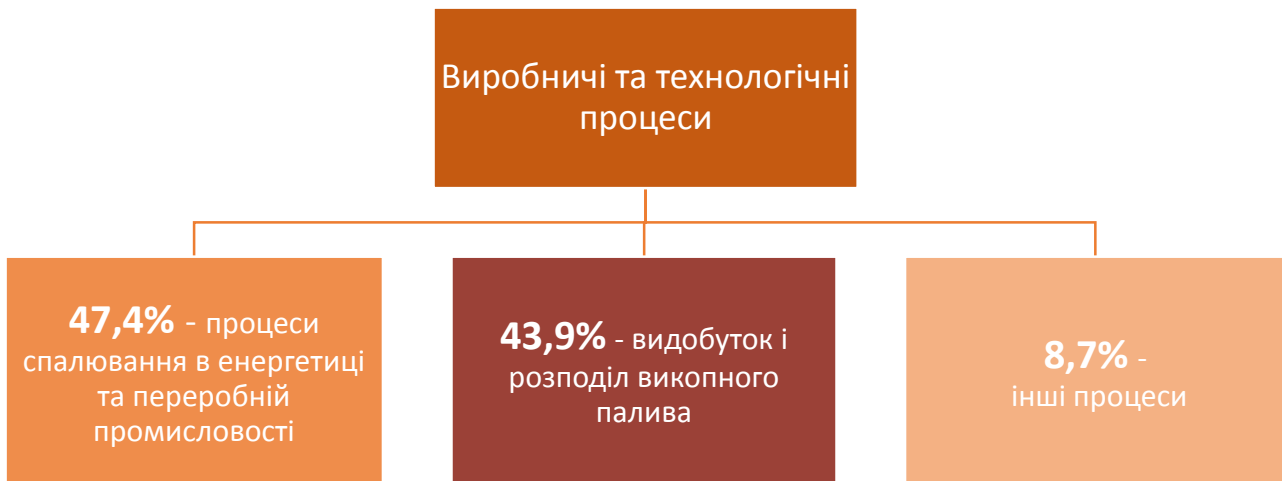 Виробничі та технологічні
процеси
47,4% - процеси
спалювання в енергетиці
та переробній
промисловості
43,9% - видобуток і
розподіл викопного
палива
8,7% -
інші процеси